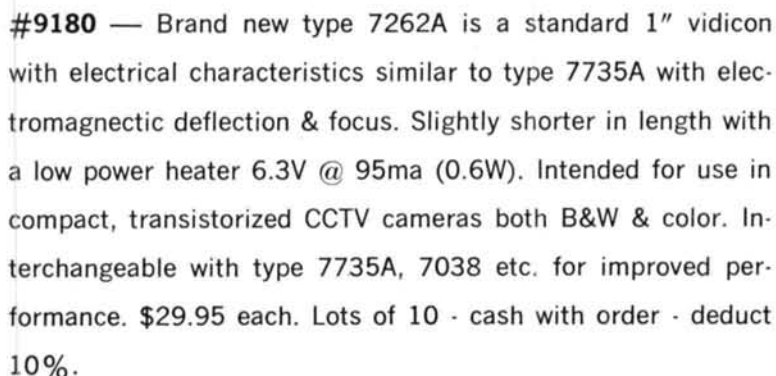 #9180 — Brand new type 7262A is a standard 1″ vidicon
with electrical characteristics similar to type 7735A with elec-
tromagnectic deflection & focus. Slightly shorter in length with
a low power heater 6.3V @ 95ma (0.6W). Intended for use in
compact, transistorized CCTV cameras both B&W & color. In-
terchangeable with type 7735A, 7038 etc. for improved per-
formance. $29.95 each. Lots of 10 - cash with order - deduct
10%.